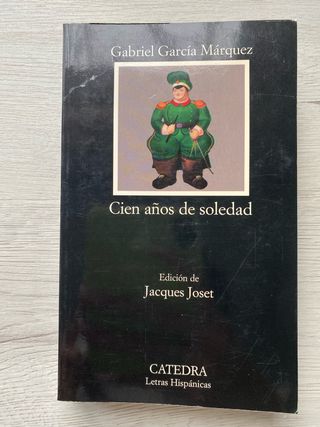 Gabriel García Márquez
Cien años de soledad
Edición de
Jacques Joset
CATEDRA
Letras Hispánicas